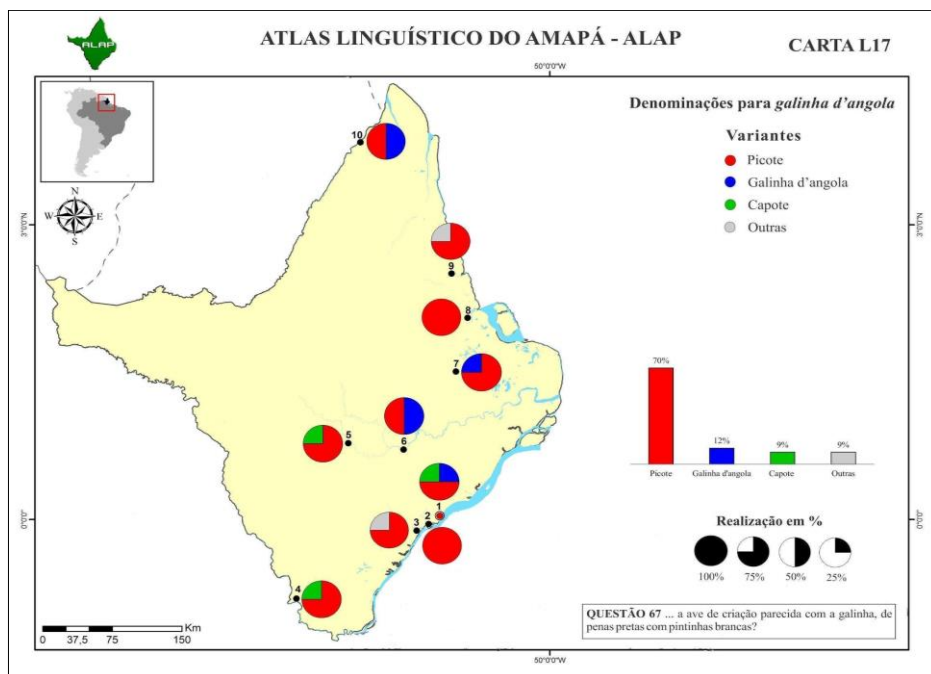 ALAP
ATLAS LINGUÍSTICO DO AMAPÁ - ALAP
CARTA L17
50°0'0"W
Denominações para galinha d'angola
Variantes
Picote
Galinha d'angola
Capote
Outras
N
W E
S
3°0'0"N
3°0'0"N
10
9
8
7
5
6
1
2
3
4
70%
12%
9%
9%
Picote
Galinha d'angola
Capote
Outras
0°0'0"
0°0'0"
Realização em %
100%
75%
50%
25%
QUESTÃO 67 ... a ave de criação parecida com a galinha, de
penas pretas com pintinhas brancas?
Km
0 37,5 75 150
50°0'0"W